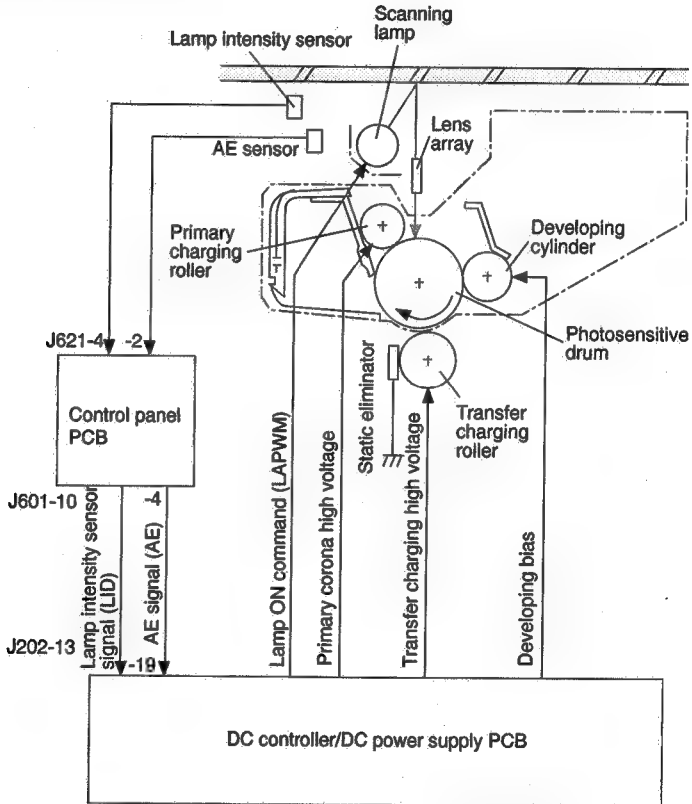 Scanning
lamp
Lamp intensity sensor
AE sensor
Lens
array
Primary
charging
roller
Developing
cylinder
Photosensitive
drum
J621-4
-2
Static eliminator
Transfer
charging
roller
Control panel
PCB
J601-10
-4
Lamp intensity sensor
signal (LID)
AE signal (AE)
Lamp ON command (LAPWM)
Primary corona high voltage
Transfer charging high voltage
Developing bias
J202-13
-19
DC controller/DC power supply PCB